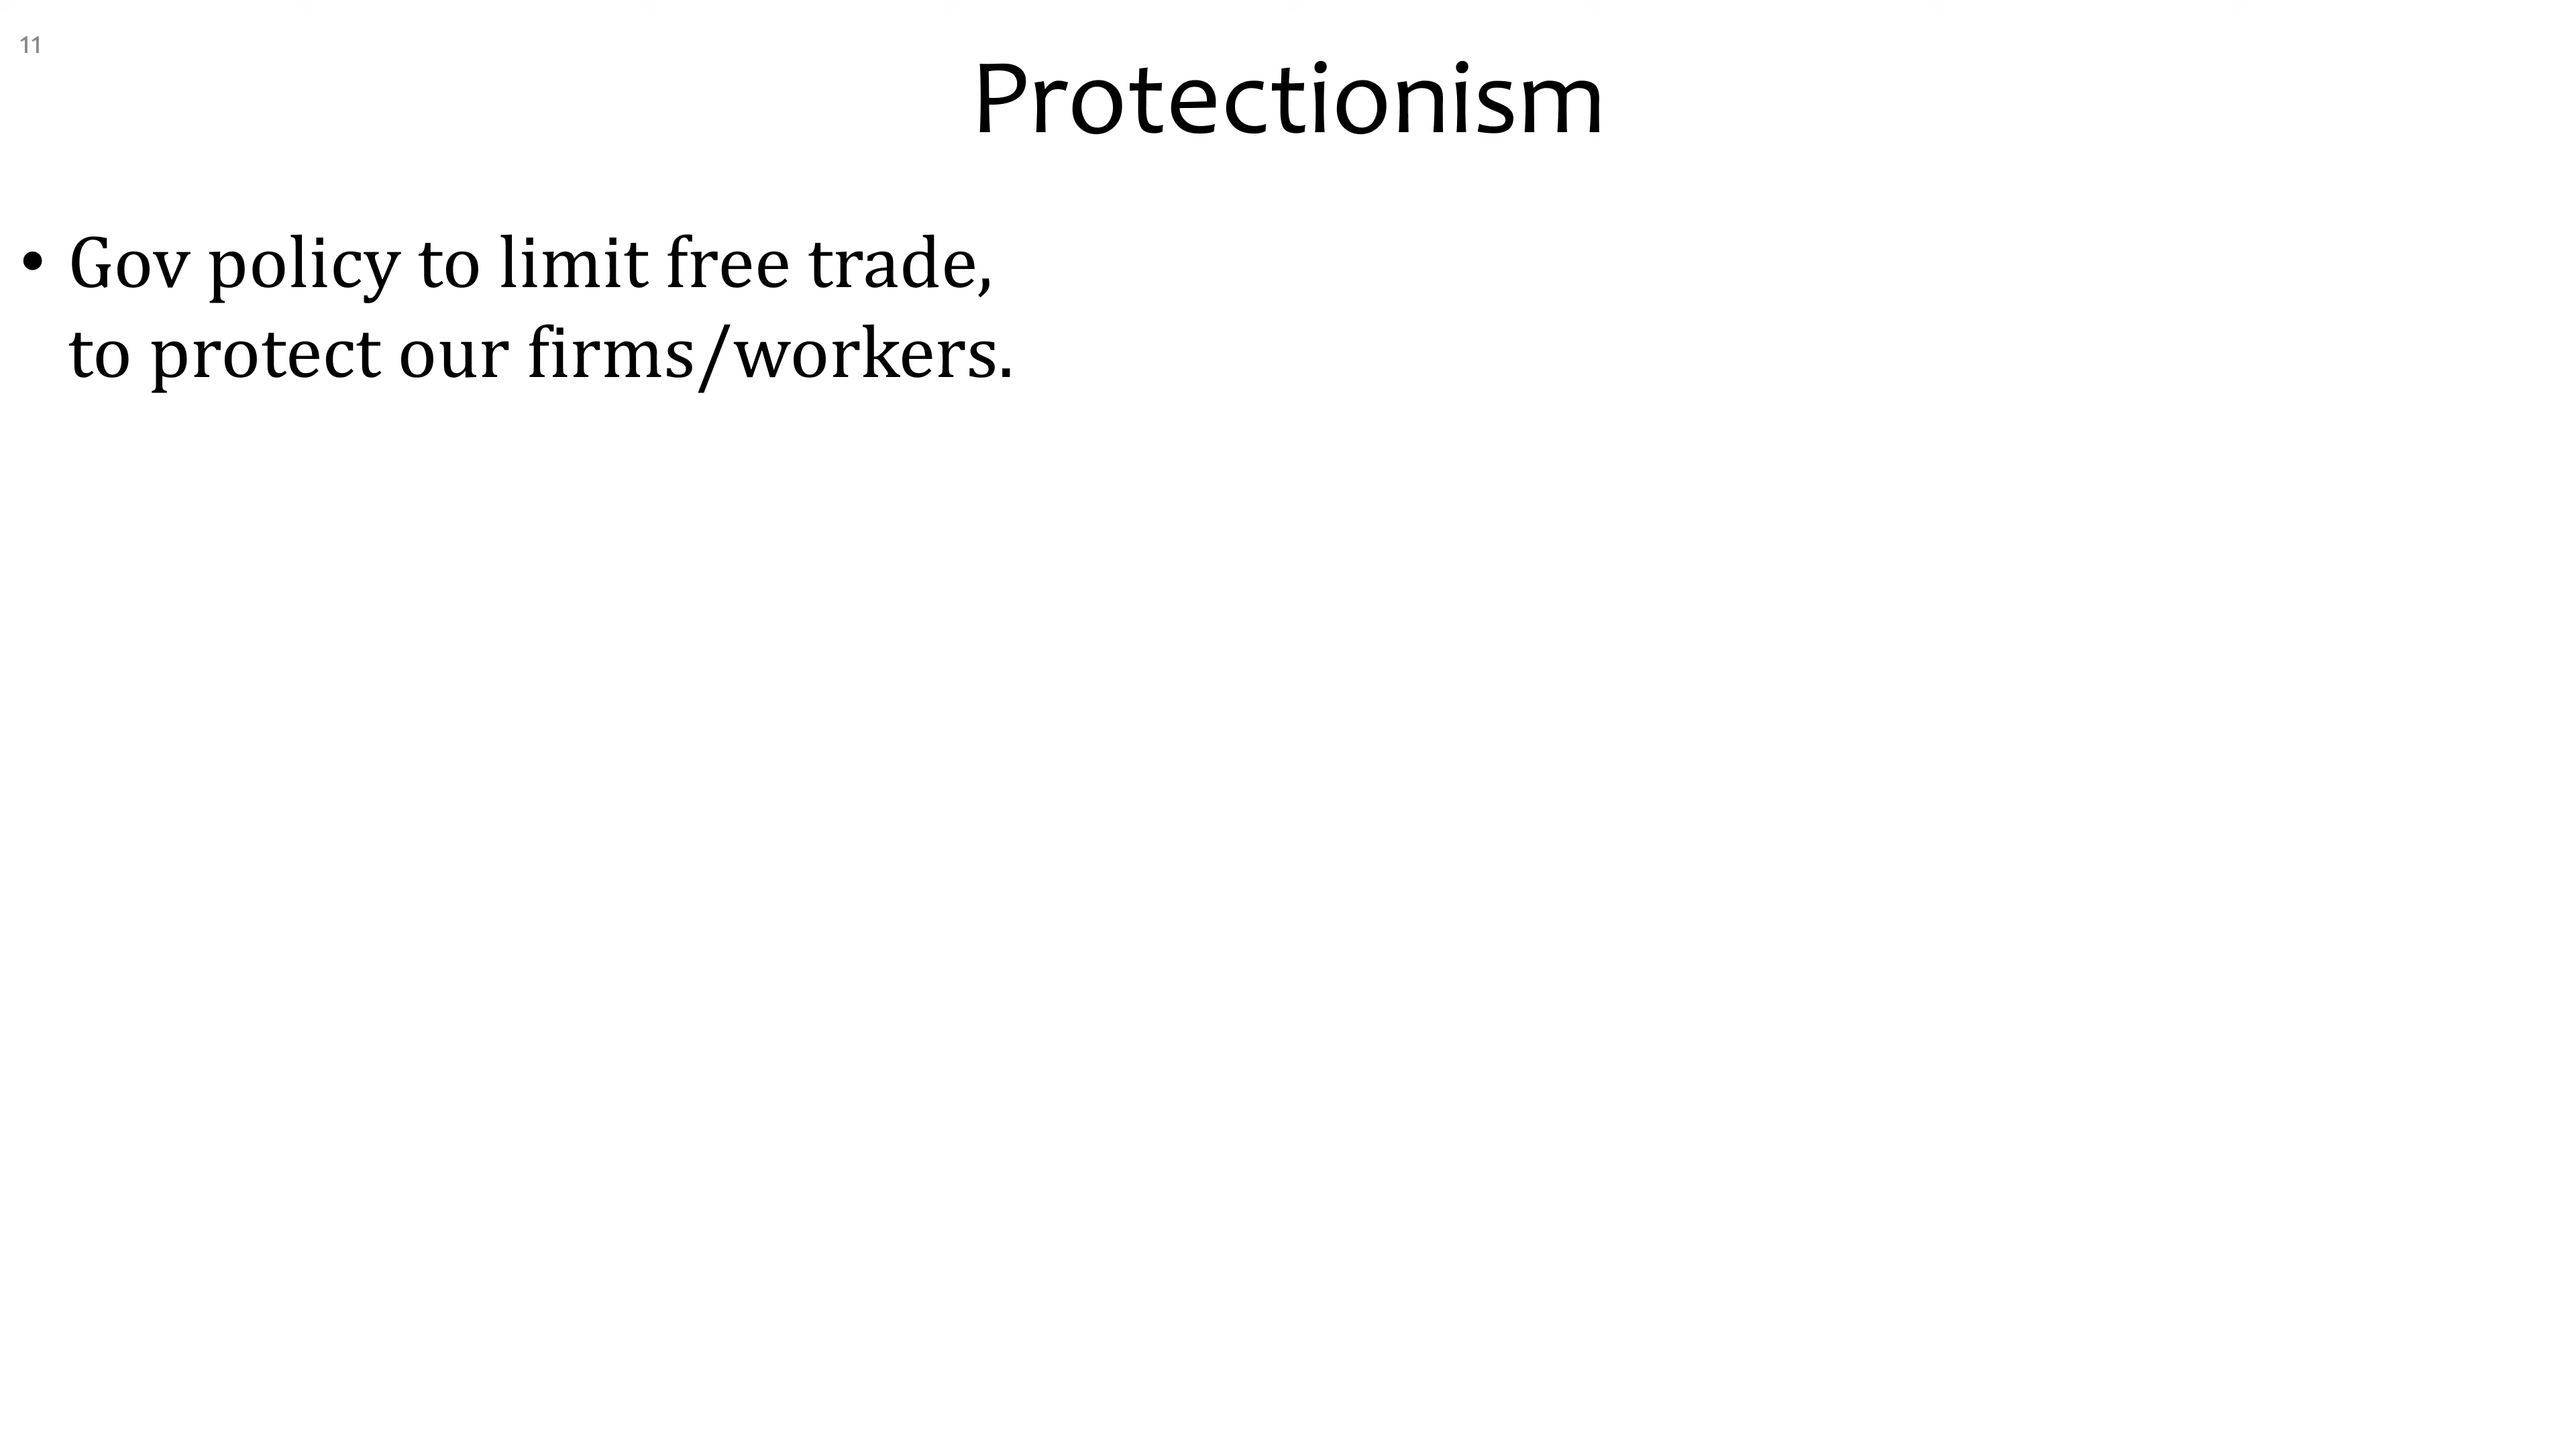 11
Protectionism
• Gov policy to limit free trade,
to protect our firms/workers.